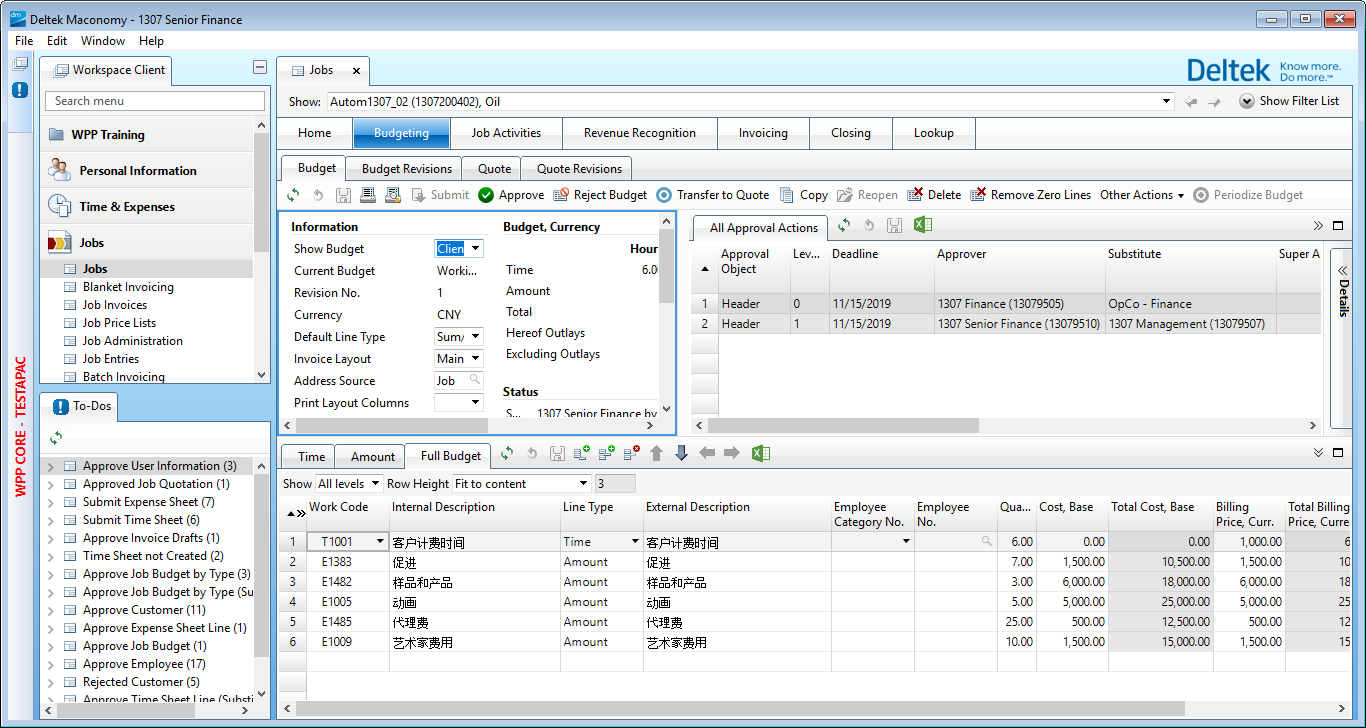 Deltek Maconomy - 1307 Senior Finance
File Edit Window Help
Workspace Client
Search menu
WPP Training
Personal Information
Time & Expenses
Jobs
Jobs
Blanket Invoicing
Job Invoices
Job Price Lists
Job Administration
Job Entries
Batch Invoicing
WPP CORE - TESTAPAC
To-Dos
Approve User Information (3)
Approved Job Quotation (1)
Submit Expense Sheet (7)
Submit Time Sheet (6)
Approve Invoice Drafts (1)
Time Sheet not Created (2)
Approve Job Budget by Type (3)
Approve Job Budget by Type (Su
Approve Customer (11)
Approve Expense Sheet Line (1)
Approve Job Budget (1)
Approve Employee (17)
Rejected Customer (5)
Approve Time Sheet Line (Substi
Jobs
Deltek Know more.
Do more.™
Show: Autom1307_02 (1307200402), Oil Show Filter List
Home Budgeting Job Activities Revenue Recognition Invoicing Closing Lookup
Budget Budget Revisions Quote Quote Revisions
Submit Approve Reject Budget Transfer to Quote Copy Reopen Delete Remove Zero Lines Other Actions Periodize Budget
Information
Show Budget Clien
Current Budget Worki...
Revision No. 1
Currency CNY
Default Line Type Sum/
Invoice Layout Main
Address Source Job
Print Layout Columns
Budget, Currency
Hour
Time 6.0
Amount
Total
Hereof Outlays
Excluding Outlays
Status
S... 1307 Senior Finance by
All Approval Actions
Approval Object Lev... Deadline Approver Substitute Super A
1 Header 0 11/15/2019 1307 Finance (13079505) OpCo - Finance
2 Header 1 11/15/2019 1307 Senior Finance (13079510) 1307 Management (13079507)
Details
Time Amount Full Budget
Show All levels Row Height Fit to content 3
Work Code Internal Description Line Type External Description Employee Category No. Employee No. Qua... Cost, Base Total Cost, Base Billing Price, Curr. Total Billing Price, Curre
1 T1001 客户计费时间 Time 客户计费时间 6.00 0.00 0.00 1,000.00 6
2 E1383 促进 Amount 促进 7.00 1,500.00 10,500.00 1,500.00 10
3 E1482 样品和产品 Amount 样品和产品 3.00 6,000.00 18,000.00 6,000.00 18
4 E1005 动画 Amount 动画 5.00 5,000.00 25,000.00 5,000.00 25
5 E1485 代理费 Amount 代理费 25.00 500.00 12,500.00 500.00 12
6 E1009 艺术家费用 Amount 艺术家费用 10.00 1,500.00 15,000.00 1,500.00 15